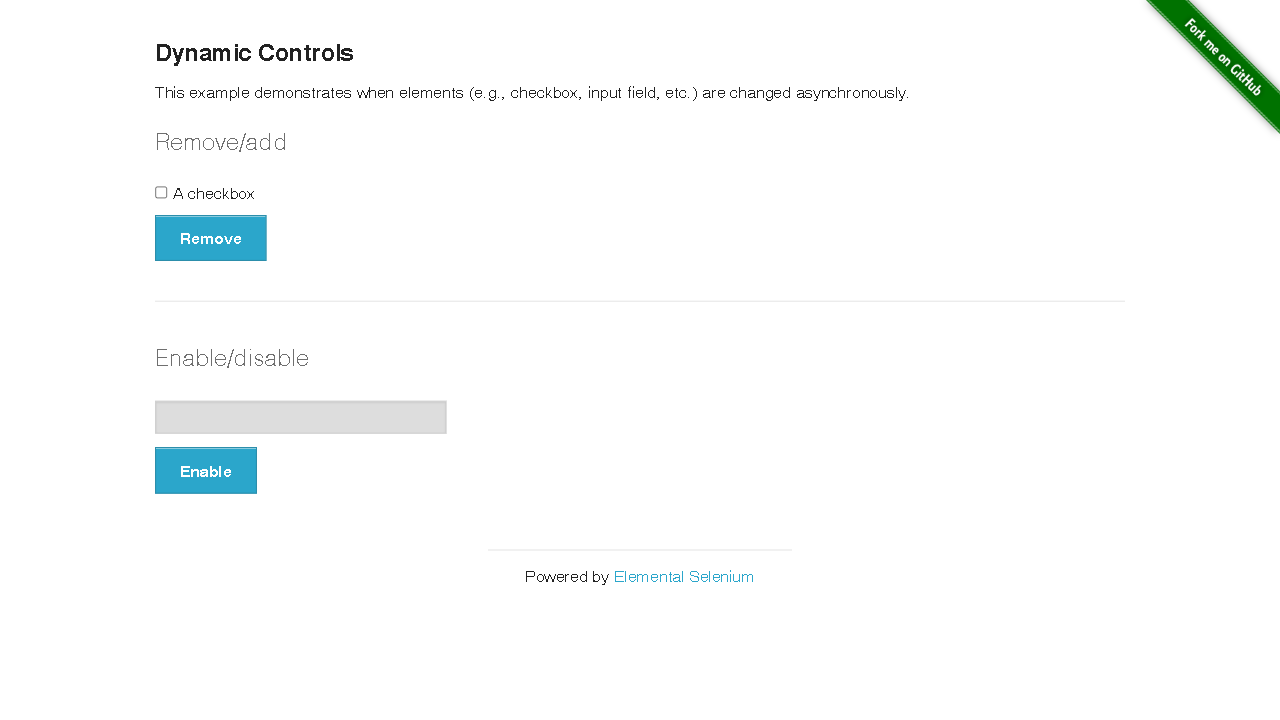 Fork me on GitHub
Dynamic Controls
This example demonstrates when elements (e.g., checkbox, input field, etc.) are changed asynchronously.
Remove/add
A checkbox
Remove
Enable/disable
Enable
Powered by Elemental Selenium